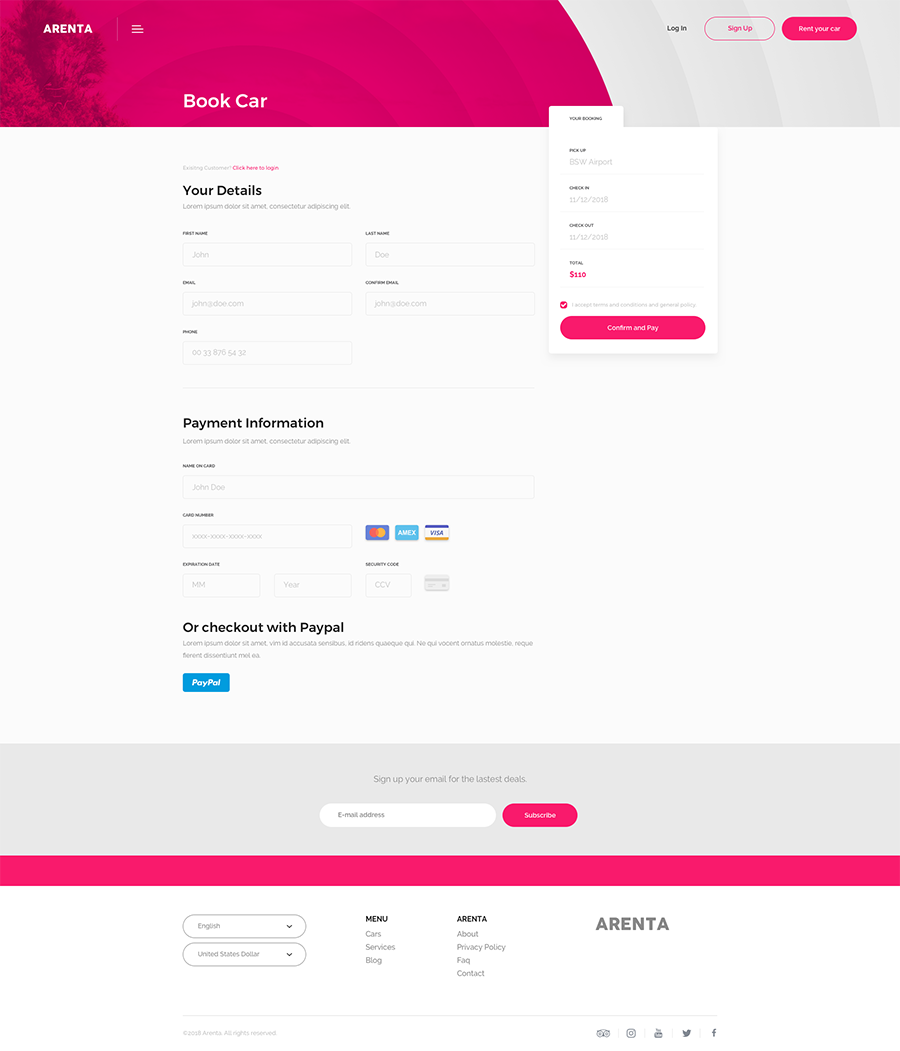 ARENTA
Log In
Sign Up
Rent your car
Book Car
YOUR BOOKING
PICK UP
BSW Airport
CHECK IN
11/12/2018
CHECK OUT
11/12/2018
TOTAL
$110
I accept terms and conditions and general policy.
Confirm and Pay
Existing Customer? Click here to login
Your Details
Lorem ipsum dolor sit amet, consectetur adipiscing elit.
FIRST NAME
LAST NAME
John
Doe
EMAIL
CONFIRM EMAIL
john@doe.com
john@doe.com
PHONE
00 33 876 54 32
Payment Information
Lorem ipsum dolor sit amet, consectetur adipiscing elit.
NAME ON CARD
John Doe
CARD NUMBER
xxxx-xxxx-xxxx-xxxx
AMEX
VISA
EXPIRATION DATE
SECURITY CODE
MM
Year
CCV
Or checkout with Paypal
Lorem ipsum dolor sit amet, vim id accusata sensibus, id ridens quaeque qui. Ne qui vocent ornatus molestie, reque
fierent dissentiunt mel ea.
PayPal
Sign up your email for the lastest deals.
E-mail address
Subscribe
English
United States Dollar
MENU
Cars
Services
Blog
ARENTA
About
Privacy Policy
Faq
Contact
ARENTA
©2018 Arenta. All rights reserved.